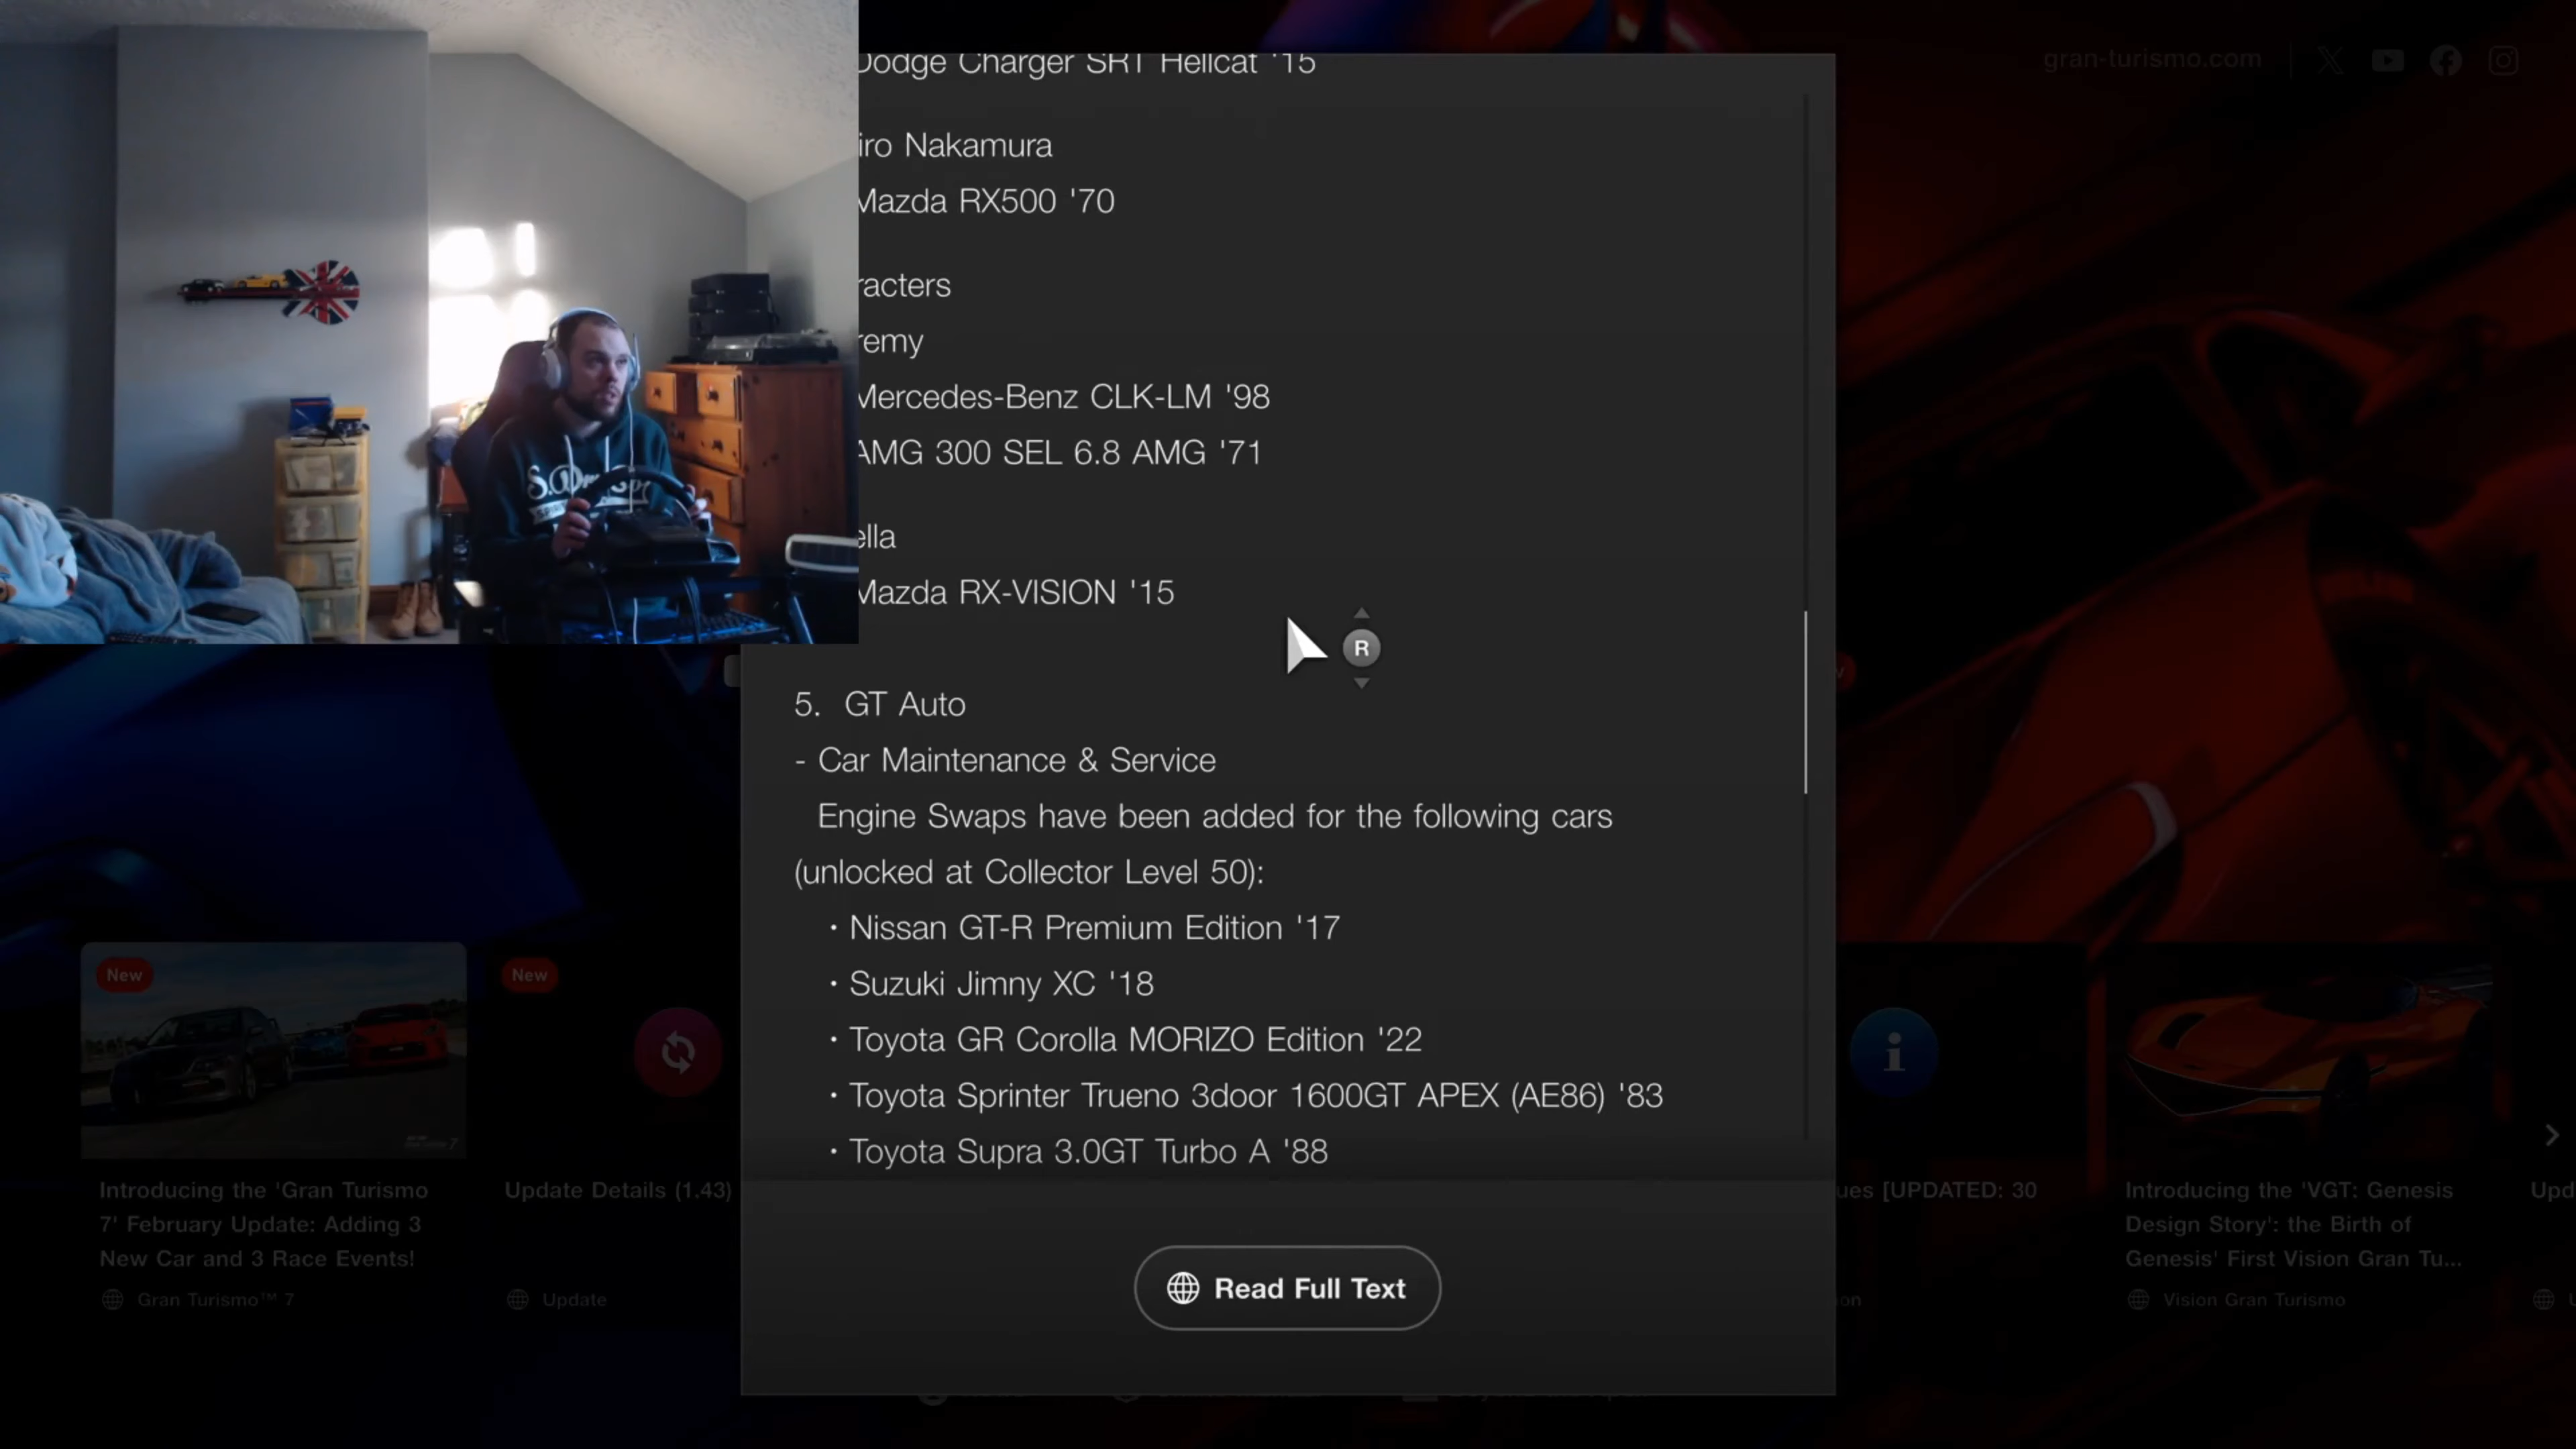 gran-turismo.com
Dodge Charger SRT Hellcat '15
iro Nakamura
Mazda RX500 '70
racters
remy
Mercedes-Benz CLK-LM '98
AMG 300 SEL 6.8 AMG '71
ella
Mazda RX-VISION '15
R
5. GT Auto
- Car Maintenance & Service
Engine Swaps have been added for the following cars
(unlocked at Collector Level 50):
・Nissan GT-R Premium Edition '17
・Suzuki Jimny XC '18
・Toyota GR Corolla MORIZO Edition '22
・Toyota Sprinter Trueno 3door 1600GT APEX (AE86) '83
・Toyota Supra 3.0GT Turbo A '88
Read Full Text
New
Introducing the 'Gran Turismo
7' February Update: Adding 3
New Car and 3 Race Events!
Gran Turismo™ 7
New
Update Details (1.43)
Update
ues [UPDATED: 30
on
Introducing the 'VGT: Genesis
Design Story': the Birth of
Genesis' First Vision Gran Tu...
Vision Gran Turismo
Upd